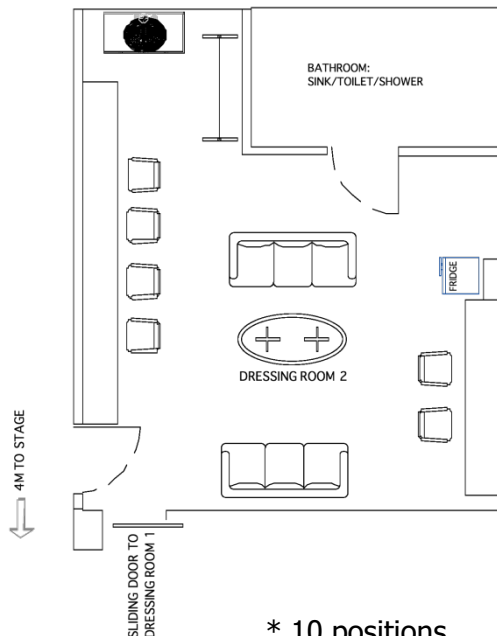 BATHROOM:
SINK/TOILET/SHOWER
FRIDGE
DRESSING ROOM 2
4M TO STAGE
SLIDING DOOR TO
DRESSING ROOM 1
* 10 positions